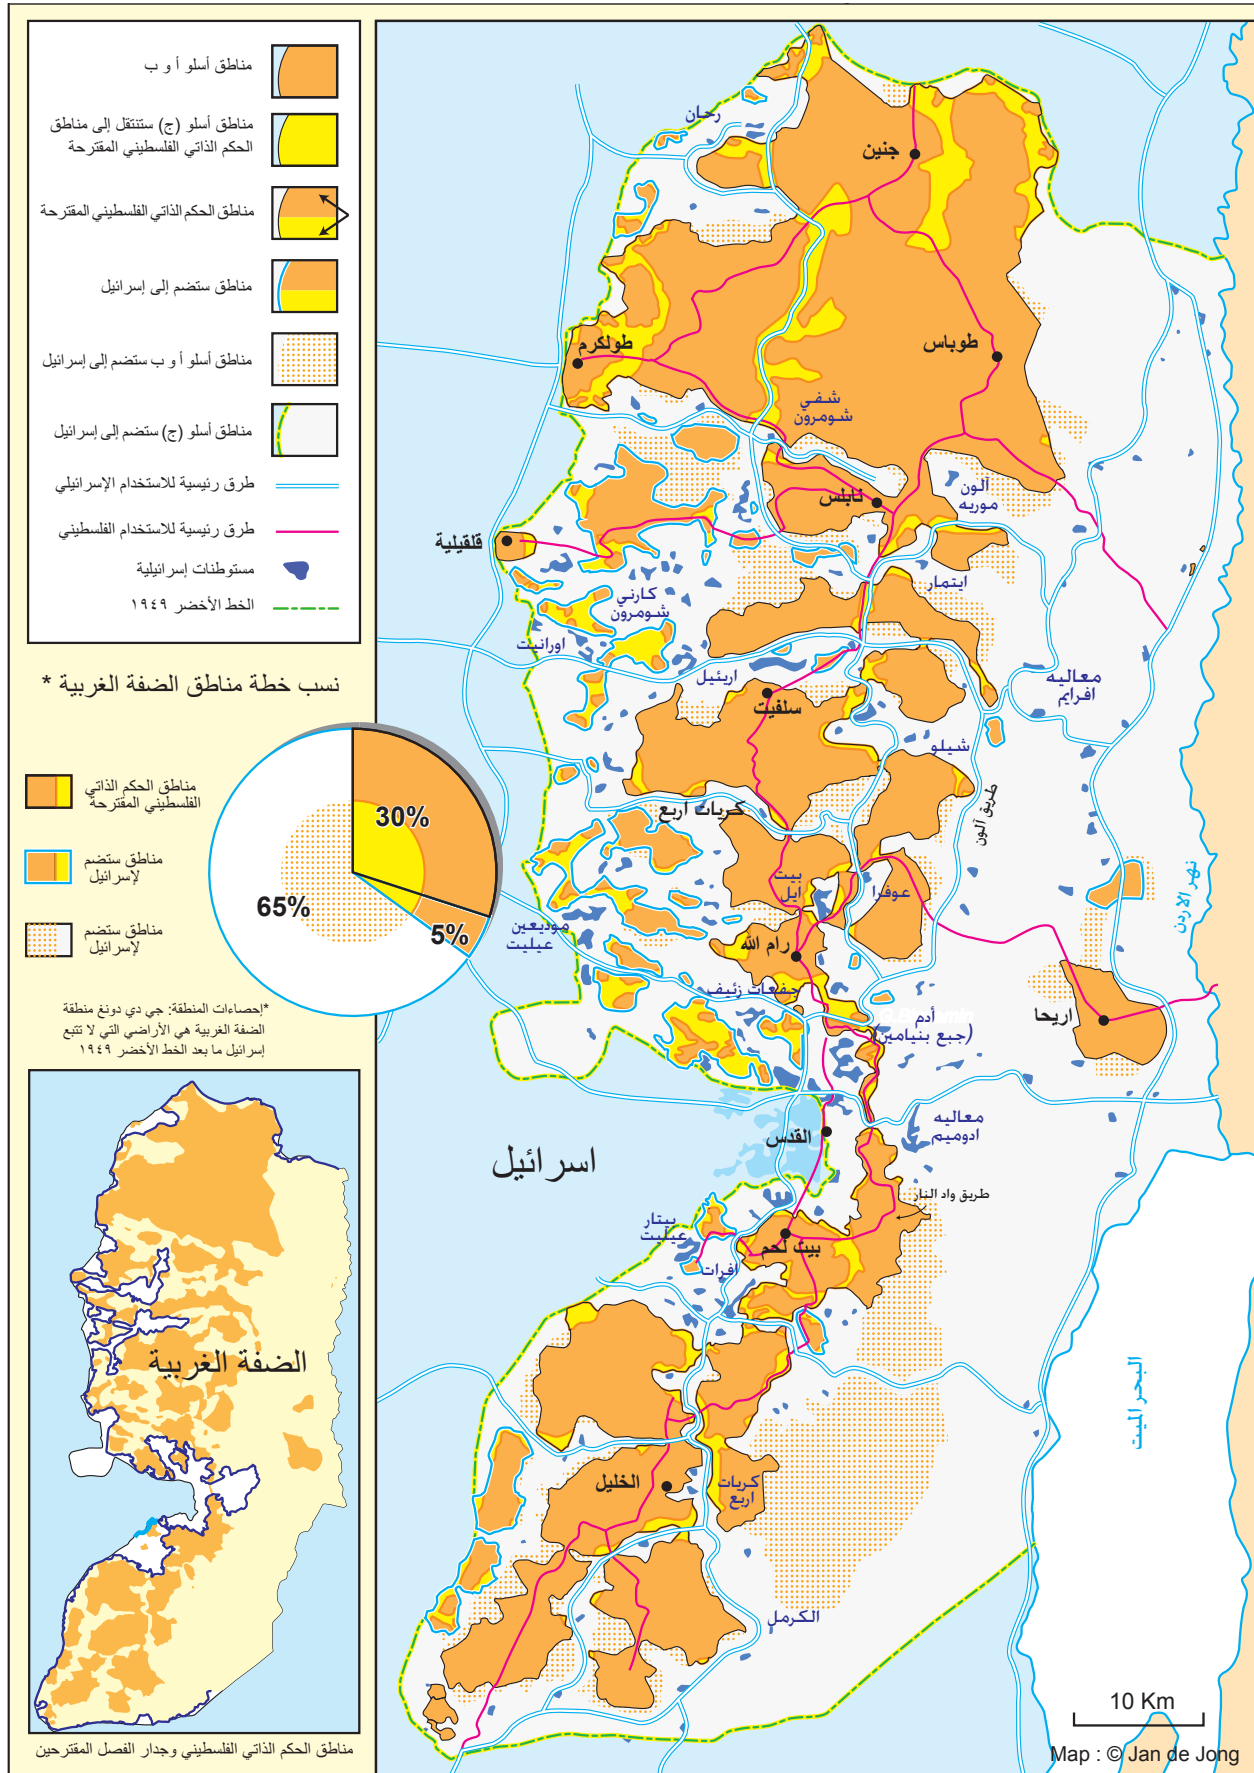 مناطق أسلو أ و ب
مناطق أسلو (ج) ستنتقل إلى مناطق
الحكم الذاتي الفلسطيني المقترحة
مناطق الحكم الذاتي الفلسطيني المقترحة
مناطق ستضم إلى إسرائيل
مناطق أسلو أ و ب ستضم إلى إسرائيل
مناطق أسلو (ج) ستضم إلى إسرائيل
طرق رئيسية للاستخدام الإسرائيلي
طرق رئيسية للاستخدام الفلسطيني
مستوطنات إسرائيلية
الخط الأخضر ١٩٤٩
نسب خطة مناطق الضفة الغربية *
مناطق الحكم الذاتي
الفلسطيني المقترحة
مناطق ستضم
لإسرائيل
مناطق ستضم
لإسرائيل
30%
65%
5%
*إحصاءات المنطقة: جي دي دونغ منطقة
الضفة الغربية هي الأراضي التي لا تتبع
إسرائيل ما بعد الخط الأخضر ١٩٤٩
الضفة الغربية
مناطق الحكم الذاتي الفلسطيني وجدار الفصل المقترحين
رحان
جنين
طولكرم
طوباس
شفي
شومرون
آلون
موريه
نابلس
قلقيلية
ايتمار
كارني
شومرون
اورانيت
اريئيل
معاليه
افرايم
سلفيت
شيلو
طريق آلون
كريات اربع
نهر الاردن
بيت
ايل
عوفرا
موديعين
عيليت
رام الله
جفعات زئيف
أدم
(جبع بنيامين)
اريحا
معاليه
ادوميم
القدس
اسرائيل
طريق واد النار
بيتار
عيليت
بيت لحم
افرات
البحر الميت
كريات
اربع
الخليل
الكرمل
10 Km
Map : © Jan de Jong